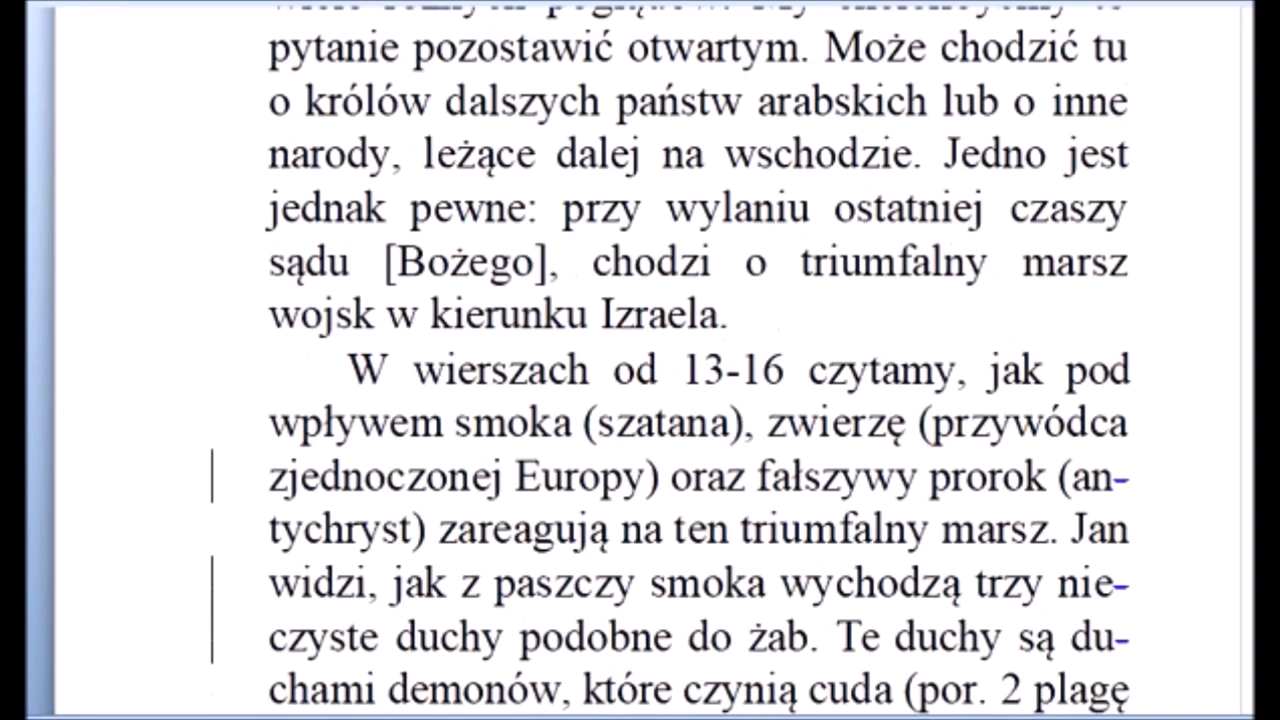 pytanie pozostawić otwartym. Może chodzić tu
o królów dalszych państw arabskich lub o inne
narody, leżące dalej na wschodzie. Jedno jest
jednak pewne: przy wylaniu ostatniej czaszy
sądu [Bożego], chodzi o triumfalny marsz
wojsk w kierunku Izraela.
W wierszach od 13-16 czytamy, jak pod
wpływem smoka (szatana), zwierzę (przywódca
zjednoczonej Europy) oraz fałszywy prorok (an-
tychryst) zareagują na ten triumfalny marsz. Jan
widzi, jak z paszczy smoka wychodzą trzy nie-
czyste duchy podobne do żab. Te duchy są du-
chami demonów, które czynią cuda (por. 2 plagę